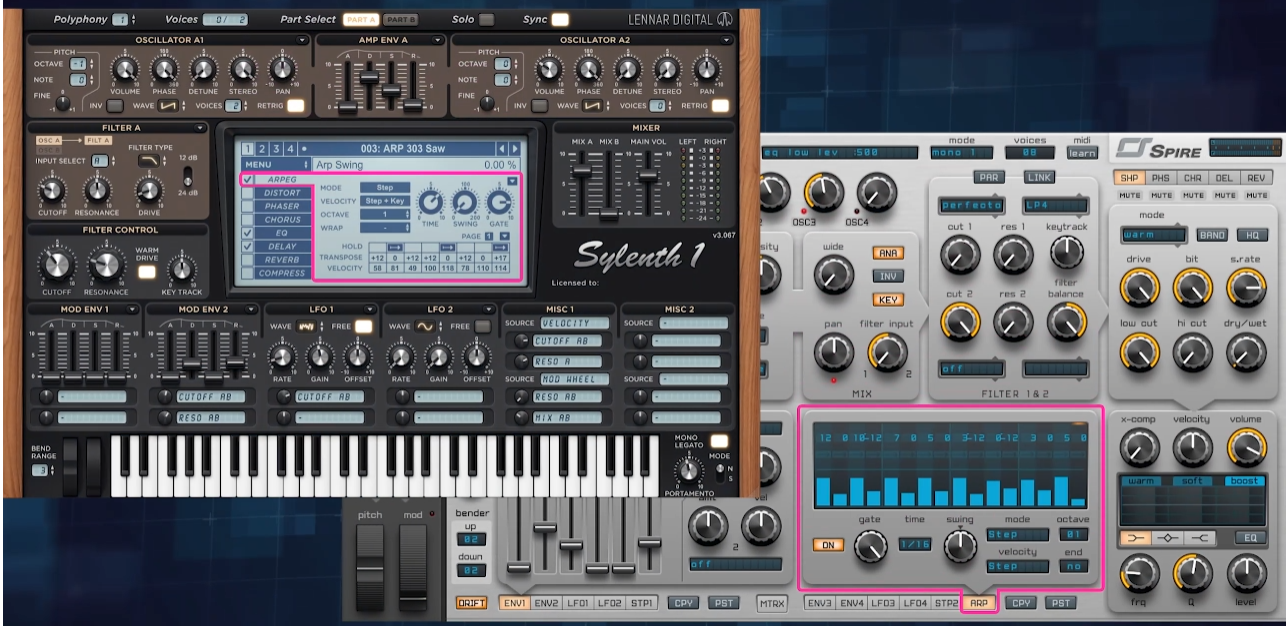 Polyphony 1 Voices 0/ 2 Part Select PART A PART B Solo Sync LENNAR DIGITAL
OSCILLATOR A1
PITCH
OCTAVE -1
NOTE 0
FINE
VOLUME PHASE DETUNE STEREO PAN
INV WAVE VOICES 2 RETRIG
AMP ENV A
A D S R
OSCILLATOR A2
PITCH
OCTAVE 0
NOTE 0
FINE
VOLUME PHASE DETUNE STEREO PAN
INV WAVE VOICES 0 RETRIG
FILTER A
OSC A FILT A
INPUT SELECT A
FILTER TYPE
12 dB
24 dB
CUTOFF RESONANCE DRIVE
FILTER CONTROL
WARM DRIVE
CUTOFF RESONANCE KEY TRACK
1 2 3 4 003: ARP 303 Saw
MENU Arp Swing 0.00 %
ARPEG
DISTORT
PHASER
CHORUS
EQ
DELAY
REVERB
COMPRESS
MODE Step
VELOCITY Step + Key
OCTAVE 1
WRAP -
TIME SWING GATE
PAGE 1
HOLD
TRANSPOSE +12 0 +12 +12 0 +12 0 +12
VELOCITY 58 81 49 100 118 78 110 114
MIXER
MIX A MIX B MAIN VOL LEFT RIGHT
v3.067
Sylenth 1
Licensed to:
MOD ENV 1
A D S R
MOD ENV 2
A D S R
CUTOFF AB
RESO AB
LFO 1
WAVE FREE
RATE GAIN OFFSET
CUTOFF AB
LFO 2
WAVE FREE
RATE GAIN OFFSET
MISC 1
SOURCE VELOCITY
CUTOFF AB
RESO A
SOURCE MOD WHEEL
RESO AB
MIX AB
MISC 2
SOURCE -
SOURCE -
BEND RANGE
3
MONO LEGATO
MODE
N
S
PORTAMENTO
eq low lev :500
mode
mono 1
voices
08
midi
learn
SPIRE
OSC3 OSC4
wide
ANA
INV
KEY
pan filter input
1 2
MIX
PAR LINK
perfecto LP4
cut 1 res 1 keytrack
cut 2 res 2 filter balance
off
FILTER 1 & 2
SHP PHS CHR DEL REV
MUTE MUTE MUTE MUTE MUTE
mode
warm BAND HQ
drive bit s.rate
low cut hi cut dry/wet
x-comp velocity volume
warm soft boost
EQ
frq Q level
12 0 10-12 7 0 5 0 3-12 0-12 3 0 5 0
gate time swing mode octave
ON 1/16 Step 01
velocity end
Step no
pitch mod
bender
up
02
down
02
2
off
DRIFT ENV1 ENV2 LFO1 LFO2 STP1 CPY PST MTRX ENV3 ENV4 LFO3 LFO4 STP2 ARP CPY PST